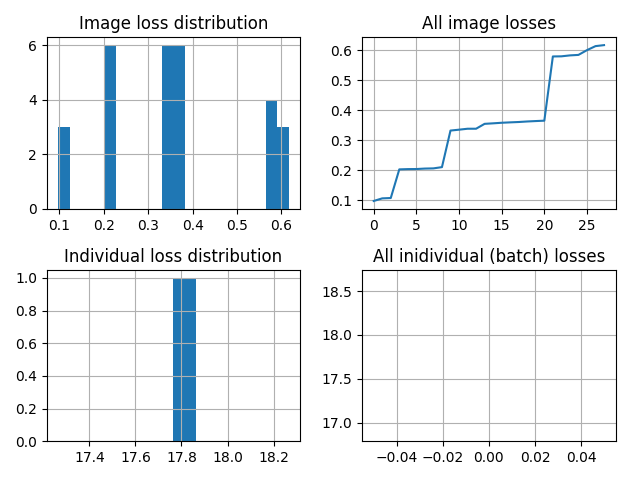 Image loss distribution
6
4
2
0
0.1 0.2 0.3 0.4 0.5 0.6
All image losses
0.6
0.5
0.4
0.3
0.2
0.1
0 5 10 15 20 25
Individual loss distribution
1.0
0.8
0.6
0.4
0.2
0.0
17.4 17.6 17.8 18.0 18.2
All inidividual (batch) losses
18.5
18.0
17.5
17.0
−0.04 −0.02 0.00 0.02 0.04